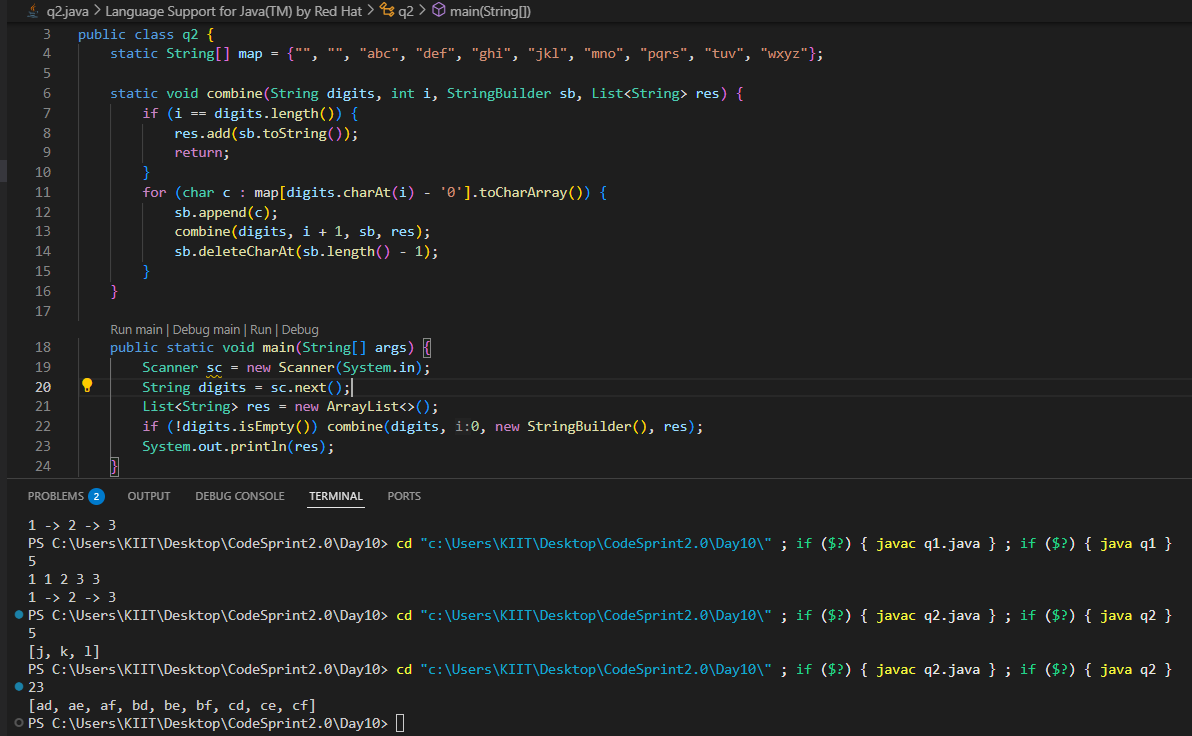 q2.java > Language Support for Java(TM) by Red Hat > q2 > main(String[])
3 public class q2 {
4 static String[] map = {"", "", "abc", "def", "ghi", "jkl", "mno", "pqrs", "tuv", "wxyz"};
5
6 static void combine(String digits, int i, StringBuilder sb, List<String> res) {
7 if (i == digits.length()) {
8 res.add(sb.toString());
9 return;
10 }
11 for (char c : map[digits.charAt(i) - '0'].toCharArray()) {
12 sb.append(c);
13 combine(digits, i + 1, sb, res);
14 sb.deleteCharAt(sb.length() - 1);
15 }
16 }
17
Run main | Debug main | Run | Debug
18 public static void main(String[] args) {
19 Scanner sc = new Scanner(System.in);
20 String digits = sc.next();
21 List<String> res = new ArrayList<>();
22 if (!digits.isEmpty()) combine(digits, i:0, new StringBuilder(), res);
23 System.out.println(res);
24 }
PROBLEMS 2 OUTPUT DEBUG CONSOLE TERMINAL PORTS
1 -> 2 -> 3
PS C:\Users\KIIT\Desktop\CodeSprint2.0\Day10> cd "c:\Users\KIIT\Desktop\CodeSprint2.0\Day10\" ; if ($?) { javac q1.java } ; if ($?) { java q1 }
5
1 1 2 3 3
1 -> 2 -> 3
PS C:\Users\KIIT\Desktop\CodeSprint2.0\Day10> cd "c:\Users\KIIT\Desktop\CodeSprint2.0\Day10\" ; if ($?) { javac q2.java } ; if ($?) { java q2 }
5
[j, k, l]
PS C:\Users\KIIT\Desktop\CodeSprint2.0\Day10> cd "c:\Users\KIIT\Desktop\CodeSprint2.0\Day10\" ; if ($?) { javac q2.java } ; if ($?) { java q2 }
23
[ad, ae, af, bd, be, bf, cd, ce, cf]
PS C:\Users\KIIT\Desktop\CodeSprint2.0\Day10>